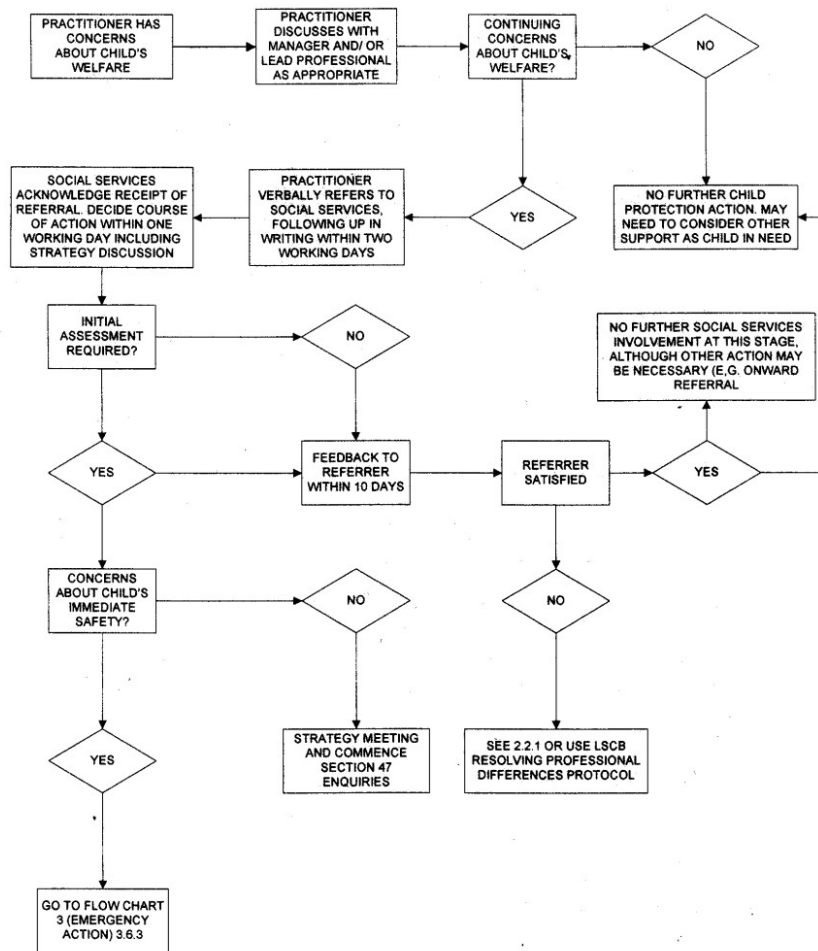 PRACTITIONER HAS
CONCERNS
ABOUT CHILD'S
WELFARE
PRACTITIONER
DISCUSSES WITH
MANAGER AND/ OR
LEAD PROFESSIONAL
AS APPROPRIATE
CONTINUING
CONCERNS
ABOUT CHILD'S
WELFARE?
NO
SOCIAL SERVICES
ACKNOWLEDGE RECEIPT OF
REFERRAL. DECIDE COURSE
OF ACTION WITHIN ONE
WORKING DAY INCLUDING
STRATEGY DISCUSSION
PRACTITIONER
VERBALLY REFERS TO
SOCIAL SERVICES,
FOLLOWING UP IN
WRITING WITHIN TWO
WORKING DAYS
YES
NO FURTHER CHILD
PROTECTION ACTION. MAY
NEED TO CONSIDER OTHER
SUPPORT AS CHILD IN NEED
INITIAL
ASSESSMENT
REQUIRED?
NO
NO FURTHER SOCIAL SERVICES
INVOLVEMENT AT THIS STAGE,
ALTHOUGH OTHER ACTION MAY
BE NECESSARY (E,G. ONWARD
REFERRAL
YES
FEEDBACK TO
REFERRER
WITHIN 10 DAYS
REFERRER
SATISFIED
YES
CONCERNS
ABOUT CHILD'S
IMMEDIATE
SAFETY?
NO
NO
YES
STRATEGY MEETING
AND COMMENCE
SECTION 47
ENQUIRIES
SEE 2.2.1 OR USE LSCB
RESOLVING PROFESSIONAL
DIFFERENCES PROTOCOL
GO TO FLOW CHART
3 (EMERGENCY
ACTION) 3.6.3